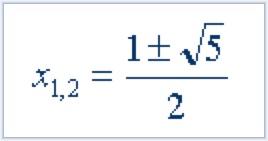 x₁,₂ = (1 ± √5) / 2